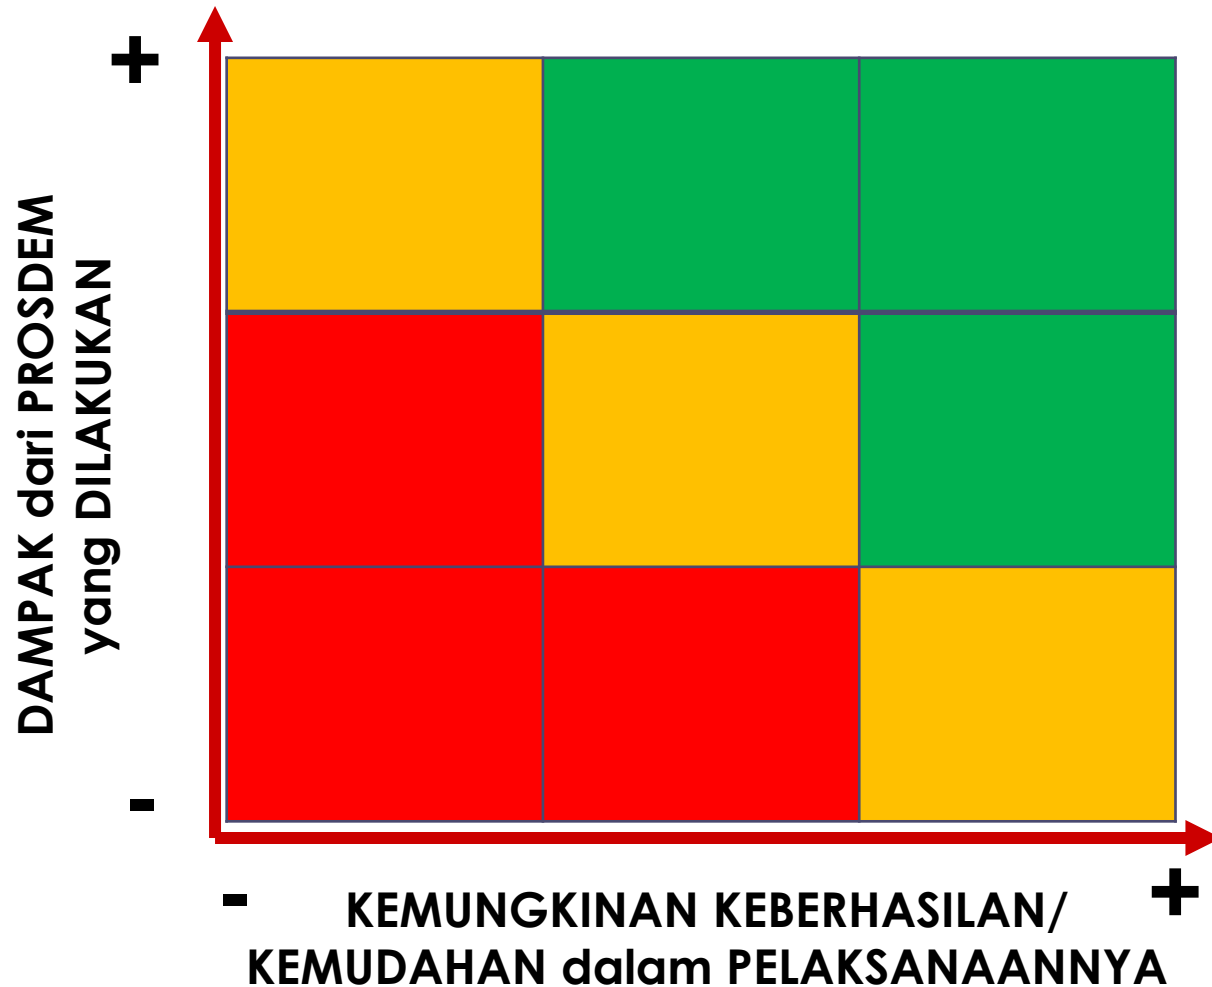 +
DAMPAK dari PROSDEM
yang DILAKUKAN
-
-
+
KEMUNGKINAN KEBERHASILAN/
KEMUDAHAN dalam PELAKSANAANNYA